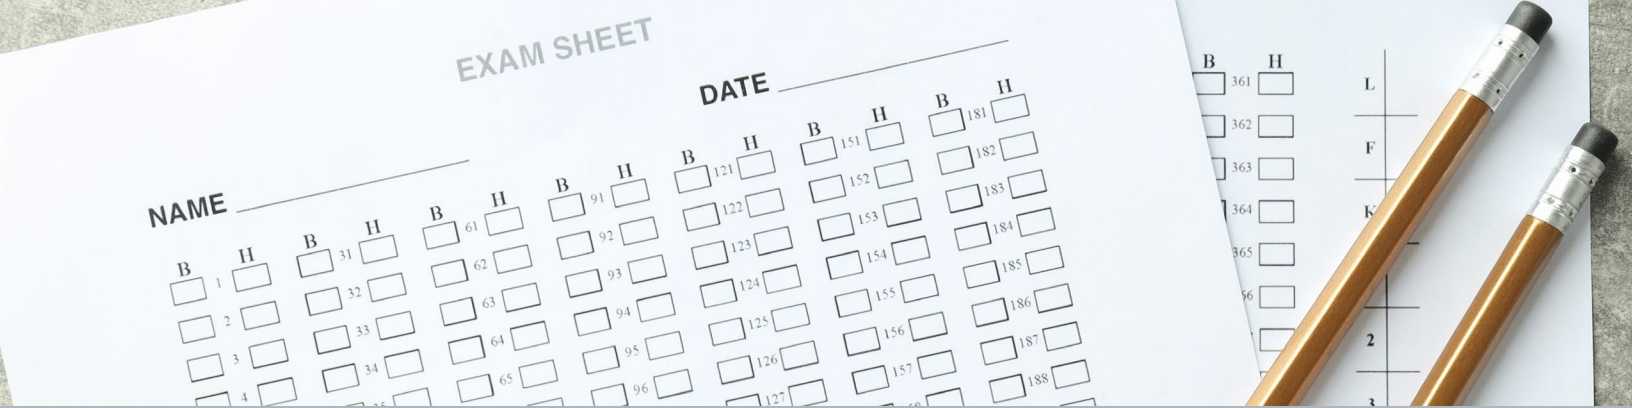 EXAM SHEET
DATE
NAME
B H B H B H B H B H B H B H
1 31 61 91 121 151 181
2 32 62 92 122 152 182
3 33 63 93 123 153 183
4 34 64 94 124 154 184
65 95 125 155 185
96 126 156 186
127 157 187
188
B H
361
362
363
364
365
L
F
K
2
3